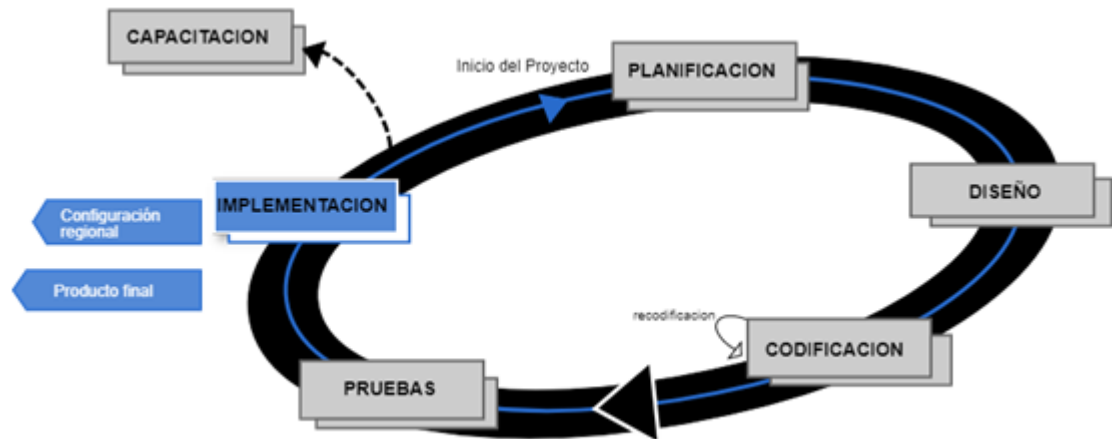 CAPACITACION
Inicio del Proyecto
PLANIFICACION
DISEÑO
IMPLEMENTACION
Configuración
regional
Producto final
recodificacion
CODIFICACION
PRUEBAS